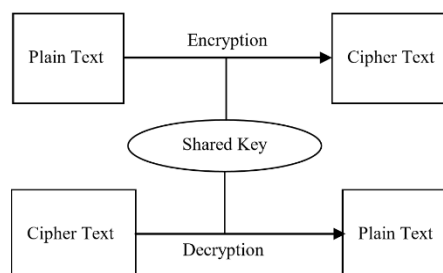 Encryption
Plain Text
Cipher Text
Shared Key
Cipher Text
Plain Text
Decryption